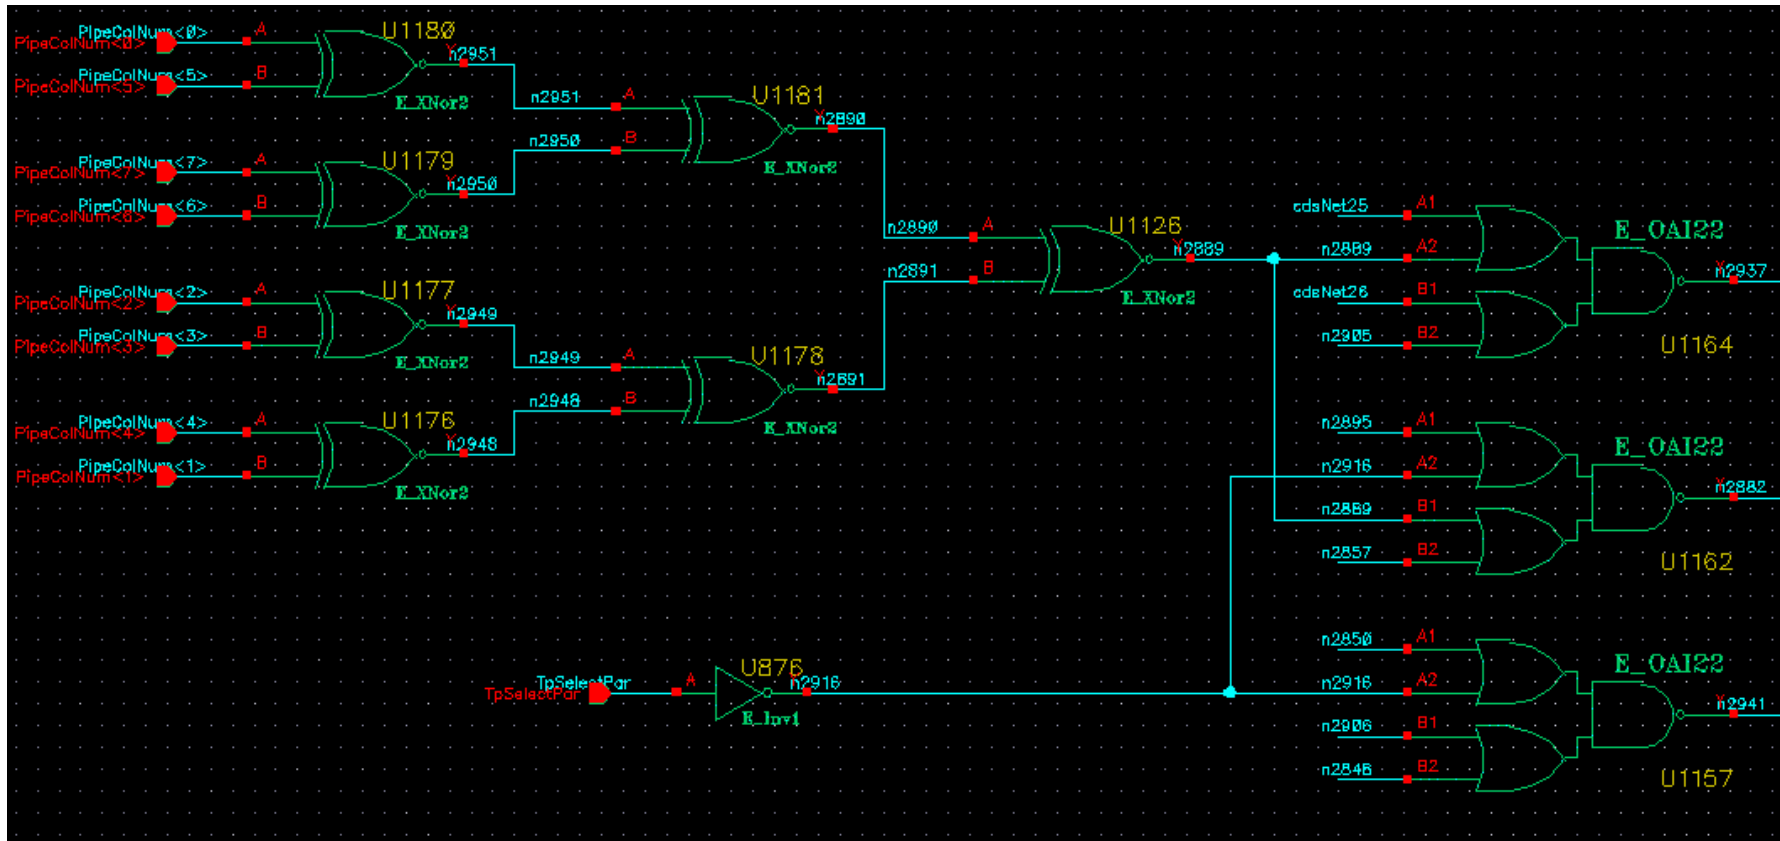 PipeColNum<0>
PipeColNum<0>
A
U1180
n2951
Y
PipeColNum<5>
PipeColNum<5>
B
E_XNor2
n2951
A
U1181
n2890
Y
n2950
B
E_XNor2
PipeColNum<7>
PipeColNum<7>
A
U1179
n2950
Y
PipeColNum<6>
PipeColNum<6>
B
E_XNor2
n2890
A
U1126
n2889
Y
n2891
B
E_XNor2
cdsNet25
A1
E_OAI22
n2889
A2
n2937
Y
cdsNet26
B1
n2905
B2
U1164
PipeColNum<2>
PipeColNum<2>
A
U1177
n2949
Y
PipeColNum<3>
PipeColNum<3>
B
E_XNor2
n2949
A
U1178
n2891
Y
n2948
B
E_XNor2
PipeColNum<4>
PipeColNum<4>
A
U1176
n2948
Y
PipeColNum<1>
PipeColNum<1>
B
E_XNor2
n2895
A1
E_OAI22
n2916
A2
n2882
Y
n2889
B1
n2857
B2
U1162
TpSelectPar
TpSelectPar
A
U876
n2916
Y
E_Inv1
n2850
A1
E_OAI22
n2916
A2
n2941
Y
n2906
B1
n2848
B2
U1157